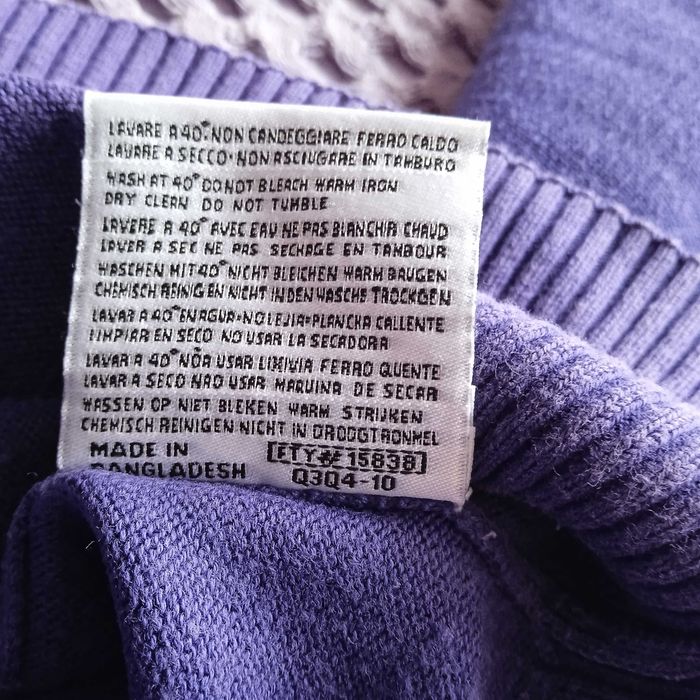 LAVARE A 40° NON CANDEGGIARE FERRO CALDO
LAVARE A SECCO·NON ASCIUGARE IN TAMBURO
WASH AT 40° DO NOT BLEACH WARM IRON
DRY CLEAN DO NOT TUMBLE
LAVERE A 40° AVEC EAU NE PAS BLANCHIR CHAUD
LAVER A SEC NE PAS SECHAGE EN TAMBOUR
WASCHEN MIT 40° NICHT BLEICHEN WARM BAUGEN
CHEMISCH REINIGEN NICHT IN DEN WASCHE TROCKDEN
LAVAR A 40° EN AGUA·NO LEJIA·PLANCHA CALLENTE
LIMPIAR EN SECO NO USAR LA SECADORA
LAVAR A 40° NÔA USAR LIXIVIA FERRO QUENTE
LAVAR A SECO NAO USAR MAQUINA DE SECAR
WASSEN OP NIET BLEKEN WARM STRIJKEN
CHEMISCH REINIGEN NICHT IN DROOGTROMMEL
MADE IN
BANGLADESH
FTY# 15838
Q3Q4-10